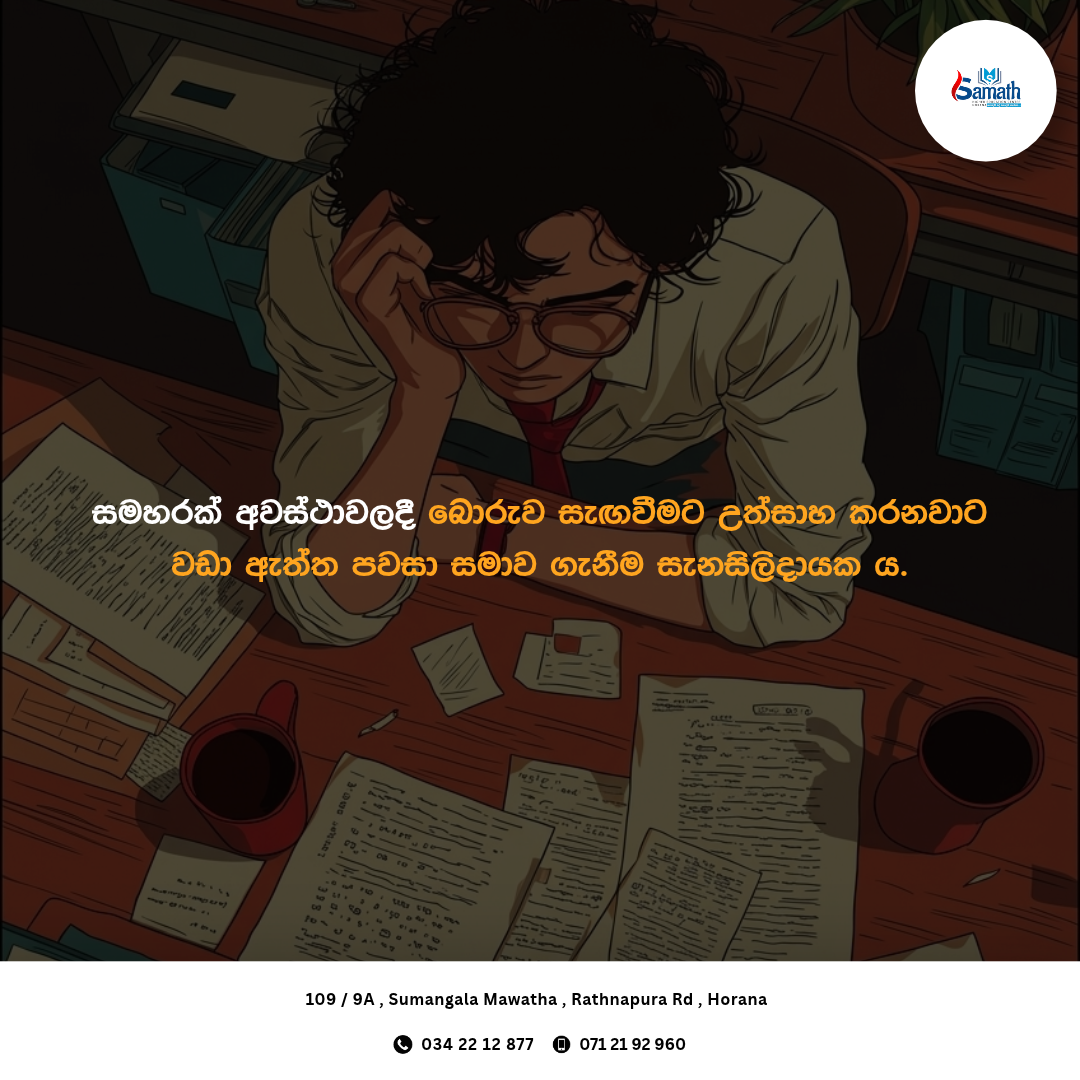 Samath
සමහරක් අවස්ථාවලදී බොරුව සැඟවීමට උත්සාහ කරනවාට
වඩා ඇත්ත පවසා සමාව ගැනීම සැනසිලිදායක ය.
109 / 9A , Sumangala Mawatha , Rathnapura Rd , Horana
034 22 12 877 071 21 92 960